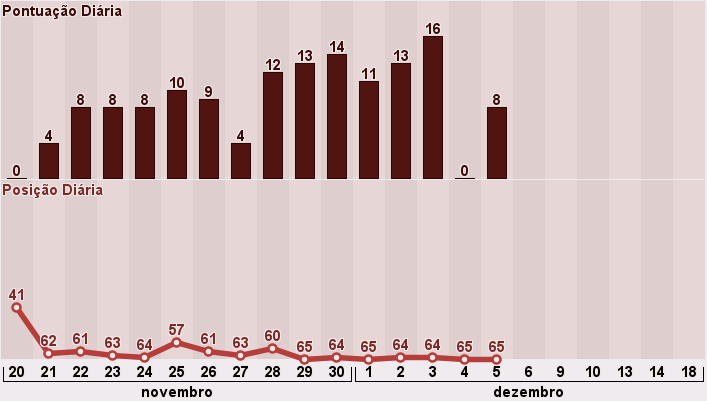 Pontuação Diária
0 4 8 8 8 10 9 4 12 13 14 11 13 16 0 8
Posição Diária
41 62 61 63 64 57 61 63 60 65 64 65 64 64 65 65
20 21 22 23 24 25 26 27 28 29 30 1 2 3 4 5 6 9 10 13 14 18
novembro dezembro